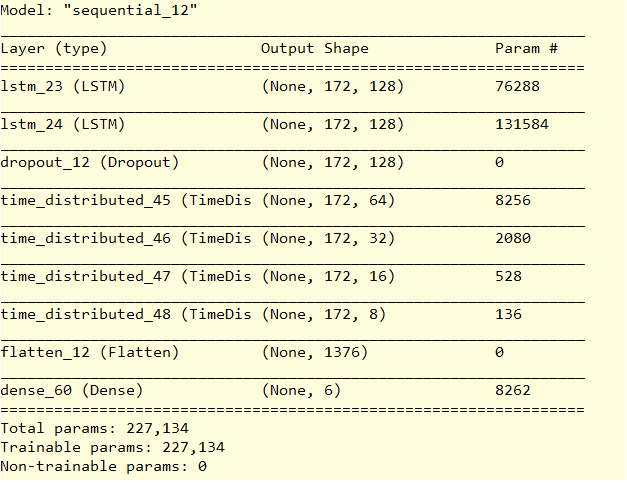 Model: "sequential_12"
_________________________________________________________________
Layer (type)                 Output Shape              Param #
=================================================================
lstm_23 (LSTM)               (None, 172, 128)          76288
_________________________________________________________________
lstm_24 (LSTM)               (None, 172, 128)          131584
_________________________________________________________________
dropout_12 (Dropout)         (None, 172, 128)          0
_________________________________________________________________
time_distributed_45 (TimeDis (None, 172, 64)           8256
_________________________________________________________________
time_distributed_46 (TimeDis (None, 172, 32)           2080
_________________________________________________________________
time_distributed_47 (TimeDis (None, 172, 16)           528
_________________________________________________________________
time_distributed_48 (TimeDis (None, 172, 8)            136
_________________________________________________________________
flatten_12 (Flatten)         (None, 1376)              0
_________________________________________________________________
dense_60 (Dense)             (None, 6)                 8262
=================================================================
Total params: 227,134
Trainable params: 227,134
Non-trainable params: 0